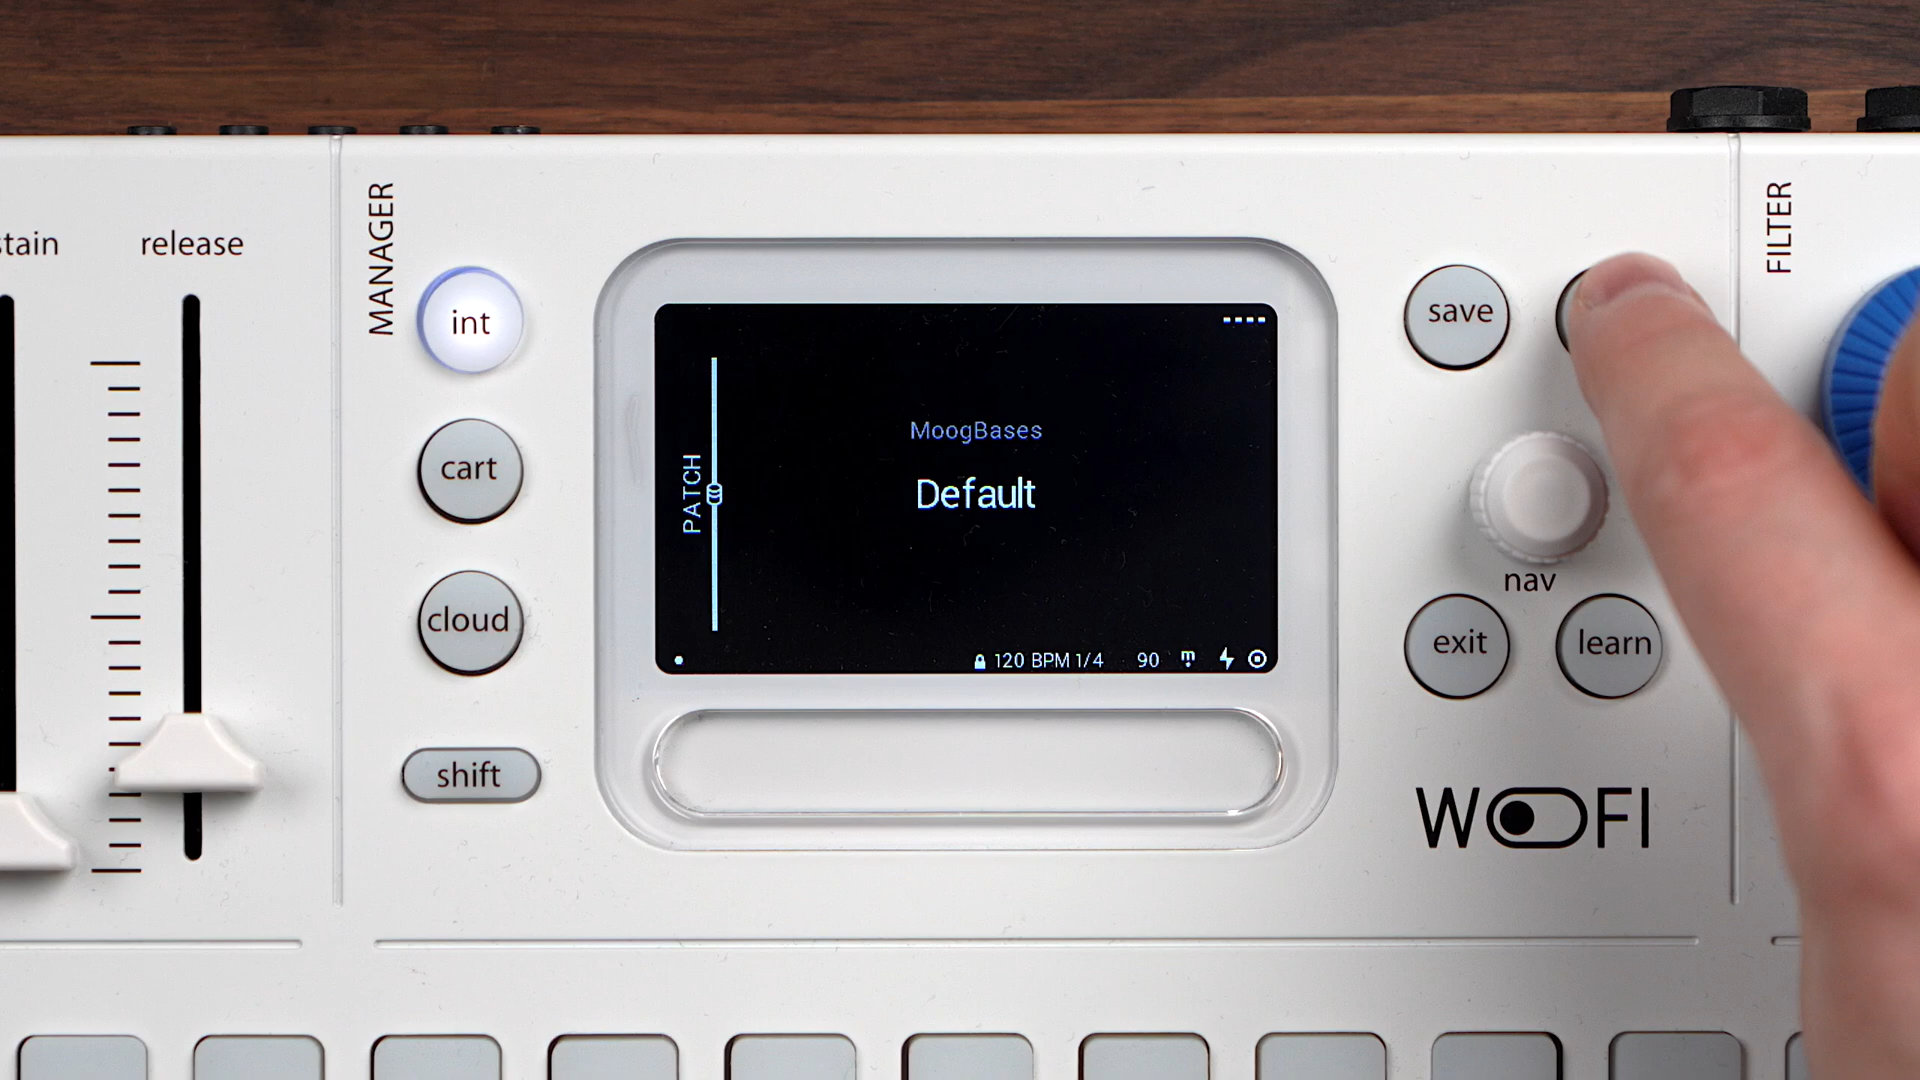 stain
release
MANAGER
int
cart
cloud
shift
MoogBases
Default
PATCH
120 BPM 1/4 90
save
nav
exit
learn
WOFI
FILTER